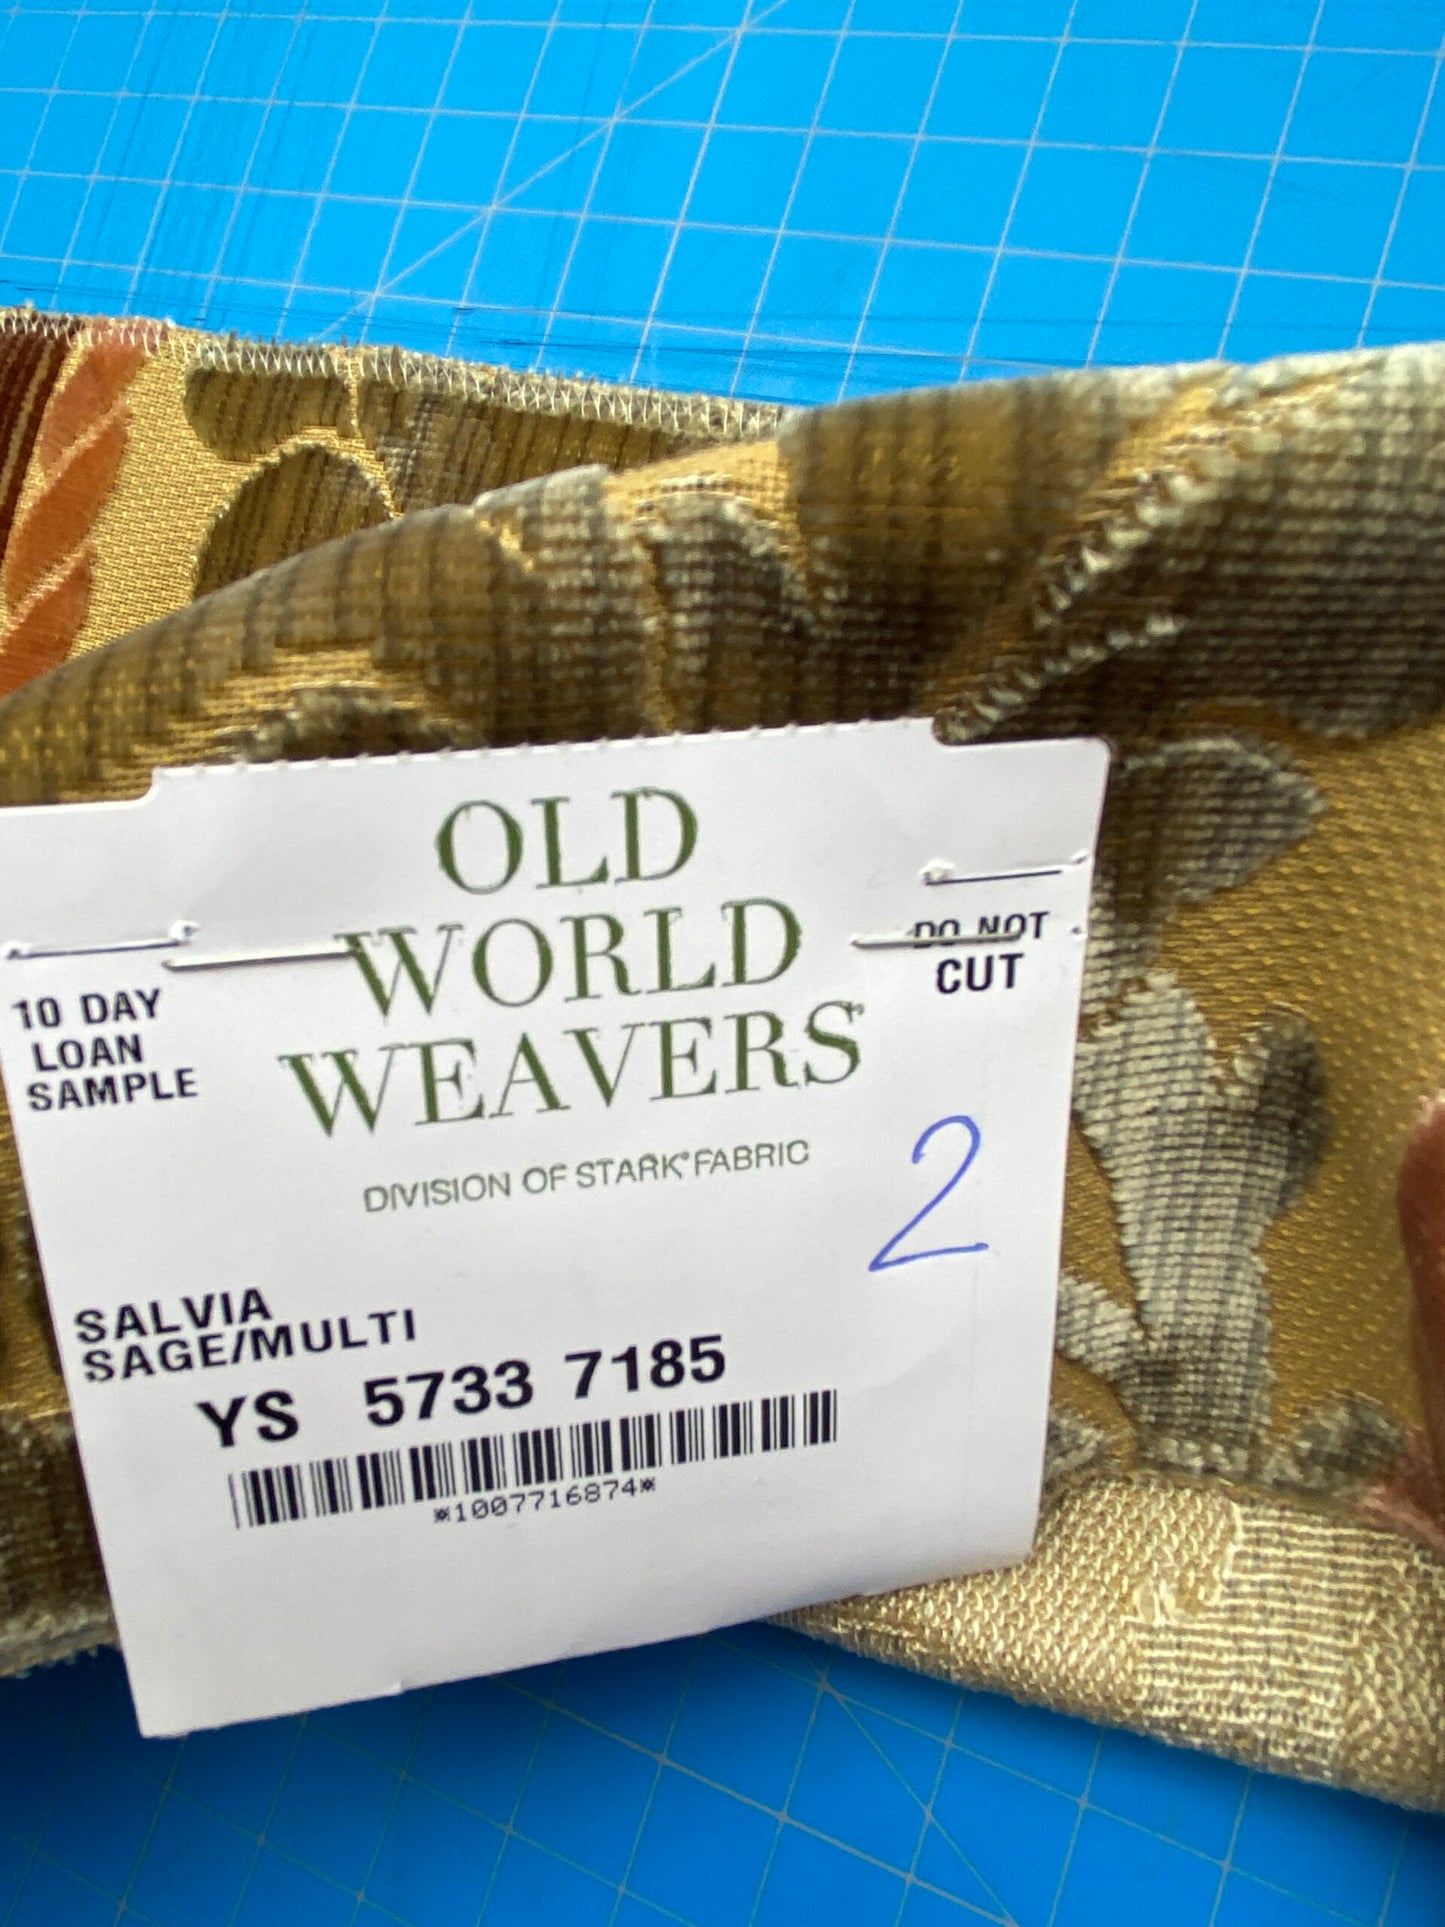 OLD
WORLD
WEAVERS
DIVISION OF STARK® FABRIC
10 DAY
LOAN
SAMPLE
DO NOT
CUT
2
SALVIA
SAGE/MULTI
YS 5733 7185
*1007716874*